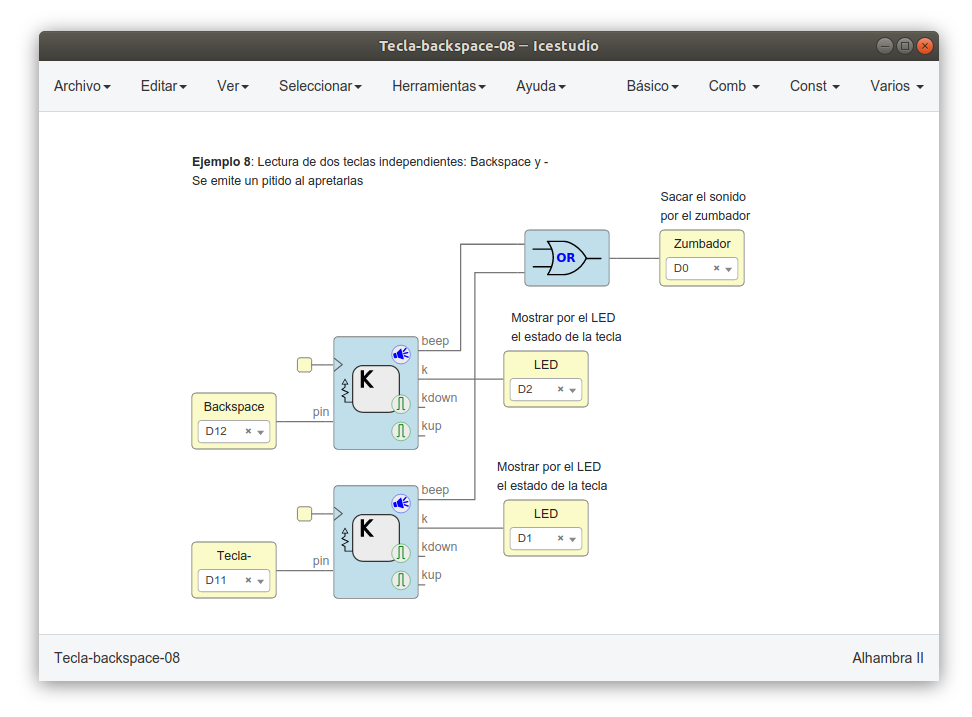 Tecla-backspace-08 — Icestudio
Archivo Editar Ver Seleccionar Herramientas Ayuda Básico Comb Const Varios
Ejemplo 8: Lectura de dos teclas independientes: Backspace y -
Se emite un pitido al apretarlas
Sacar el sonido
por el zumbador
Zumbador
D0
OR
Mostrar por el LED
el estado de la tecla
LED
D2
beep
k
kdown
kup
K
Backspace
D12
pin
Mostrar por el LED
el estado de la tecla
LED
D1
beep
k
kdown
kup
K
Tecla-
D11
pin
Tecla-backspace-08
Alhambra II